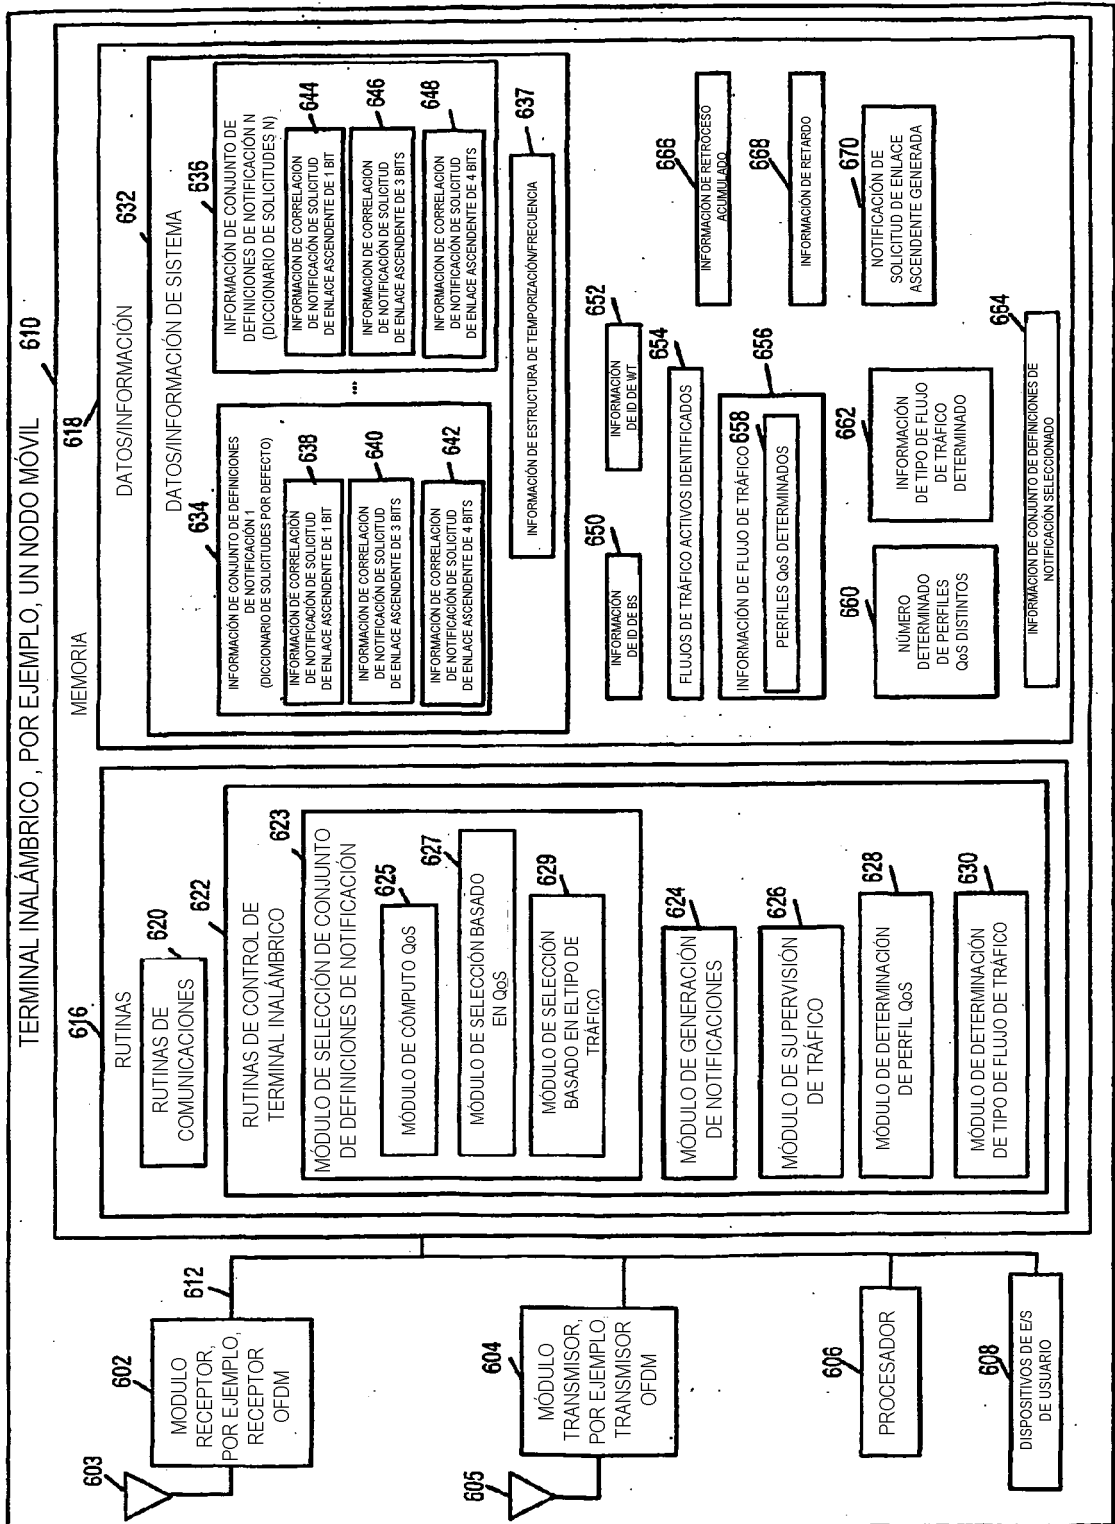 TERMINAL INALÁMBRICO, POR EJEMPLO, UN NODO MÓVIL
603
602
MODULO
RECEPTOR,
POR EJEMPLO,
RECEPTOR
OFDM
612
605
604
MÓDULO
TRANSMISOR,
POR EJEMPLO,
TRANSMISOR
OFDM
606
PROCESADOR
608
DISPOSITIVOS DE E/S
DE USUARIO
610
MEMORIA
616
RUTINAS
620
RUTINAS DE
COMUNICACIONES
622
RUTINAS DE CONTROL DE
TERMINAL INALÁMBRICO
623
MÓDULO DE SELECCIÓN DE CONJUNTO
DE DEFINICIONES DE NOTIFICACIÓN
625
MÓDULO DE CÓMPUTO QoS
627
MÓDULO DE SELECCIÓN BASADO
EN QoS
629
MÓDULO DE SELECCIÓN
BASADO EN EL TIPO DE
TRÁFICO
624
MÓDULO DE GENERACIÓN
DE NOTIFICACIONES
626
MÓDULO DE SUPERVISIÓN
DE TRÁFICO
628
MÓDULO DE DETERMINACIÓN
DE PERFIL QoS
630
MÓDULO DE DETERMINACIÓN
DE TIPO DE FLUJO DE TRÁFICO
618
DATOS/INFORMACIÓN
632
DATOS/INFORMACIÓN DE SISTEMA
634
INFORMACIÓN DE CONJUNTO DE DEFINICIONES
DE NOTIFICACIÓN 1
(DICCIONARIO DE SOLICITUDES POR DEFECTO)
638
INFORMACIÓN DE CORRELACIÓN
DE NOTIFICACIÓN DE SOLICITUD
DE ENLACE ASCENDENTE DE 1 BIT
640
INFORMACIÓN DE CORRELACION
DE NOTIFICACIÓN DE SOLICITUD
DE ENLACE ASCENDENTE DE 3 BITS
642
INFORMACIÓN DE CORRELACIÓN
DE NOTIFICACIÓN DE SOLICITUD
DE ENLACE ASCENDENTE DE 4 BITS
...
636
INFORMACIÓN DE CONJUNTO DE
DEFINICIONES DE NOTIFICACIÓN N
(DICCIONARIO DE SOLICITUDES N)
644
INFORMACIÓN DE CORRELACIÓN
DE NOTIFICACIÓN DE SOLICITUD
DE ENLACE ASCENDENTE DE 1 BIT
646
INFORMACIÓN DE CORRELACIÓN
DE NOTIFICACIÓN DE SOLICITUD
DE ENLACE ASCENDENTE DE 3 BITS
648
INFORMACIÓN DE CORRELACIÓN
DE NOTIFICACIÓN DE SOLICITUD
DE ENLACE ASCENDENTE DE 4 BITS
637
INFORMACIÓN DE ESTRUCTURA DE TEMPORIZACIÓN/FRECUENCIA
650
INFORMACIÓN
DE ID DE BS
652
INFORMACIÓN
DE ID DE WT
654
FLUJOS DE TRÁFICO ACTIVOS IDENTIFICADOS
656
INFORMACIÓN DE FLUJO DE TRÁFICO
658
PERFILES QoS DETERMINADOS
660
NÚMERO
DETERMINADO
DE PERFILES
QoS DISTINTOS
662
INFORMACIÓN
DE TIPO DE FLUJO
DE TRÁFICO
DETERMINADO
664
INFORMACION DE CONJUNTO DE DEFINICIONES DE
NOTIFICACIÓN SELECCIONADO
666
INFORMACIÓN DE RETROCESO
ACUMULADO
668
INFORMACIÓN DE RETARDO
670
NOTIFICACIÓN DE
SOLICITUD DE ENLACE
ASCENDENTE GENERADA